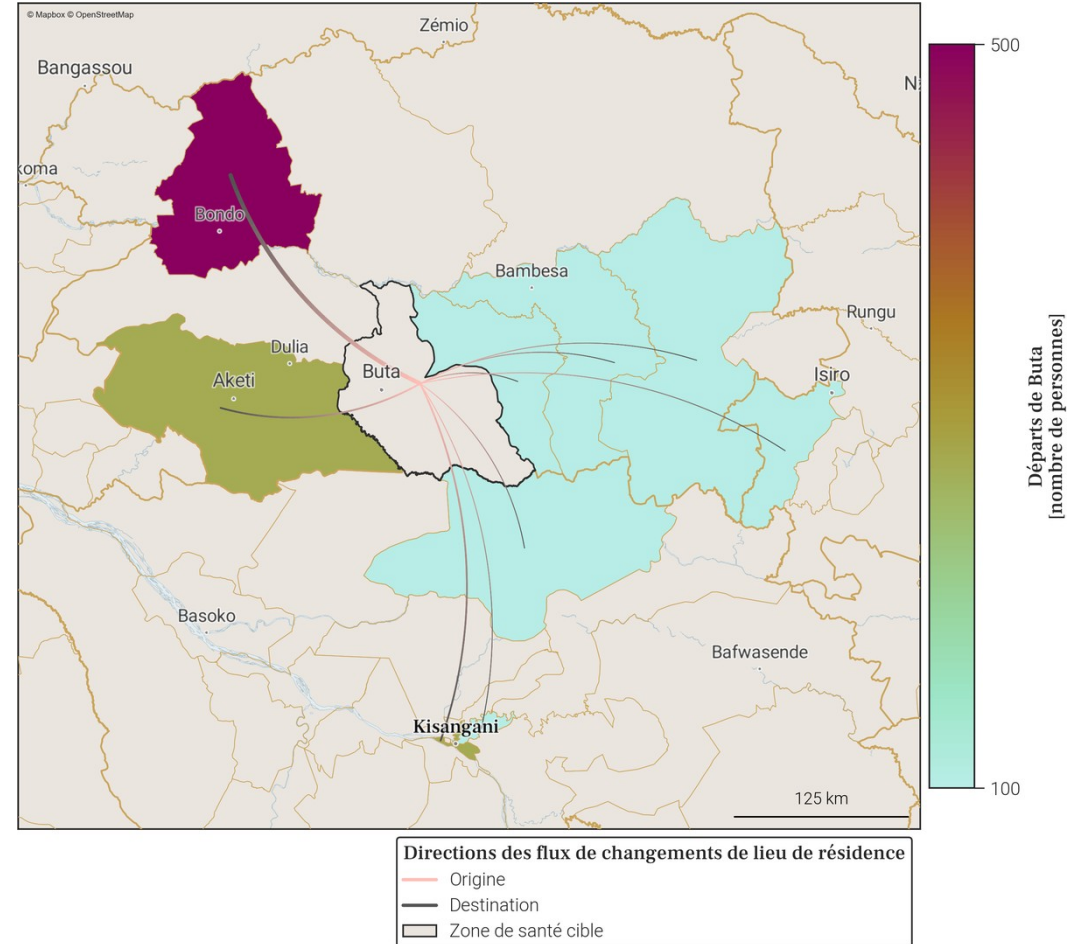 © Mapbox © OpenStreetMap
Zémio
Bangassou
koma
Bondo
Bambesa
Rungu
Dulia
Buta
Aketi
Isiro
Basoko
Bafwasende
Kisangani
125 km
500
100
Départs de Buta
[nombre de personnes]
Directions des flux de changements de lieu de résidence
Origine
Destination
Zone de santé cible